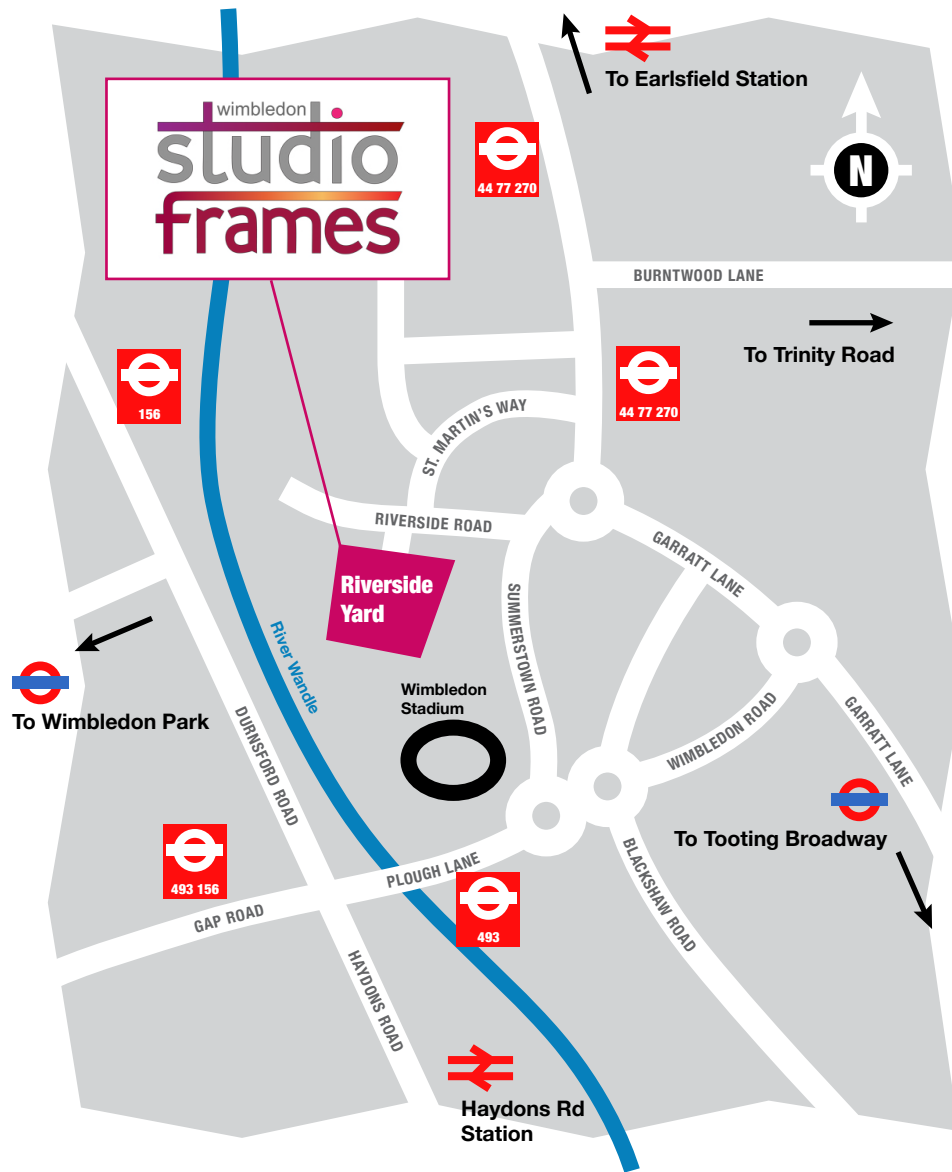 To Earlsfield Station
wimbledon
studio
frames
44 77 270
N
BURNTWOOD LANE
To Trinity Road
156
44 77 270
ST. MARTIN'S WAY
RIVERSIDE ROAD
GARRATT LANE
Riverside
Yard
SUMMERSTOWN ROAD
River Wandle
To Wimbledon Park
Wimbledon
Stadium
DURNSFORD ROAD
WIMBLEDON ROAD
GARRATT LANE
To Tooting Broadway
493 156
PLOUGH LANE
GAP ROAD
493
BLACKSHAW ROAD
HAYDONS ROAD
Haydons Rd
Station